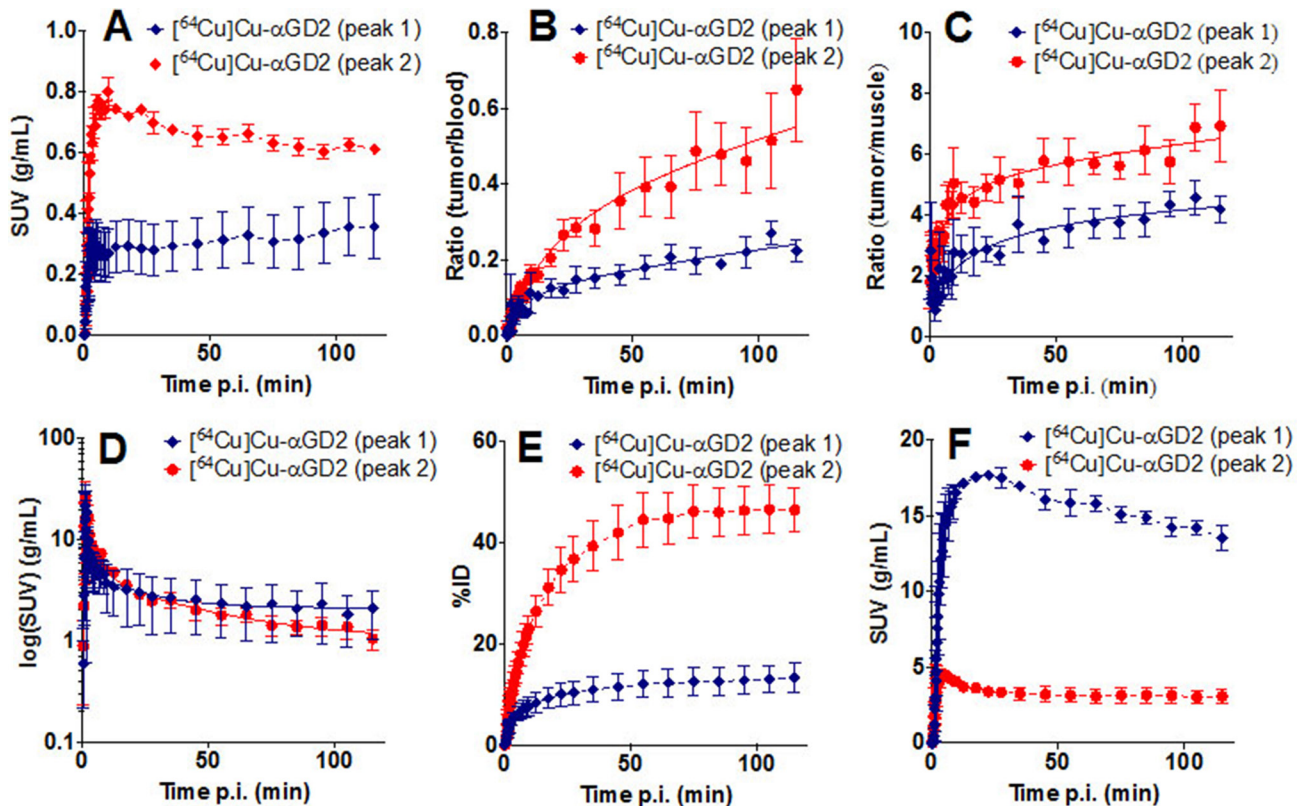 A
[⁶⁴Cu]Cu-αGD2 (peak 1)
[⁶⁴Cu]Cu-αGD2 (peak 2)
SUV (g/mL)
1.0
0.8
0.6
0.4
0.2
0.0
0 50 100
Time p.i. (min)
B
[⁶⁴Cu]Cu-αGD2 (peak 1)
[⁶⁴Cu]Cu-αGD2 (peak 2)
Ratio (tumor/blood)
0.8
0.6
0.4
0.2
0.0
0 50 100
Time p.i. (min)
C
[⁶⁴Cu]Cu-αGD2 (peak 1)
[⁶⁴Cu]Cu-αGD2 (peak 2)
Ratio (tumor/muscle)
10
8
6
4
2
0
0 50 100
Time p.i. (min)
D
[⁶⁴Cu]Cu-αGD2 (peak 1)
[⁶⁴Cu]Cu-αGD2 (peak 2)
log(SUV) (g/mL)
100
10
1
0.1
0 50 100
Time p.i. (min)
E
[⁶⁴Cu]Cu-αGD2 (peak 1)
[⁶⁴Cu]Cu-αGD2 (peak 2)
%ID
60
40
20
0
0 50 100
Time p.i. (min)
F
[⁶⁴Cu]Cu-αGD2 (peak 1)
[⁶⁴Cu]Cu-αGD2 (peak 2)
SUV (g/mL)
20
15
10
5
0
0 50 100
Time p.i. (min)